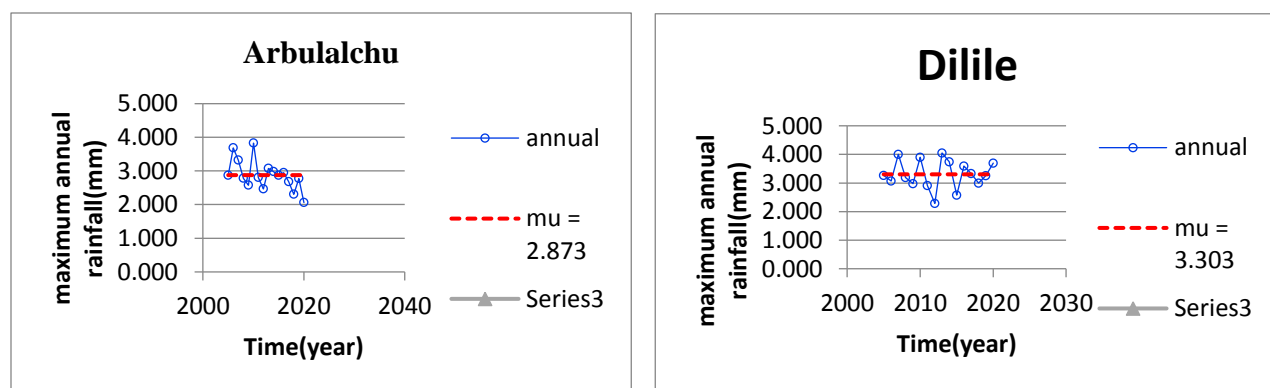 Arbulalchu
maximum annual
rainfall(mm)
5.000
4.000
3.000
2.000
1.000
0.000
2000
2020
2040
Time(year)
annual
mu =
2.873
Series3
Dilile
maximum annual
rainfall(mm)
5.000
4.000
3.000
2.000
1.000
0.000
2000
2010
2020
2030
Time(year)
annual
mu =
3.303
Series3